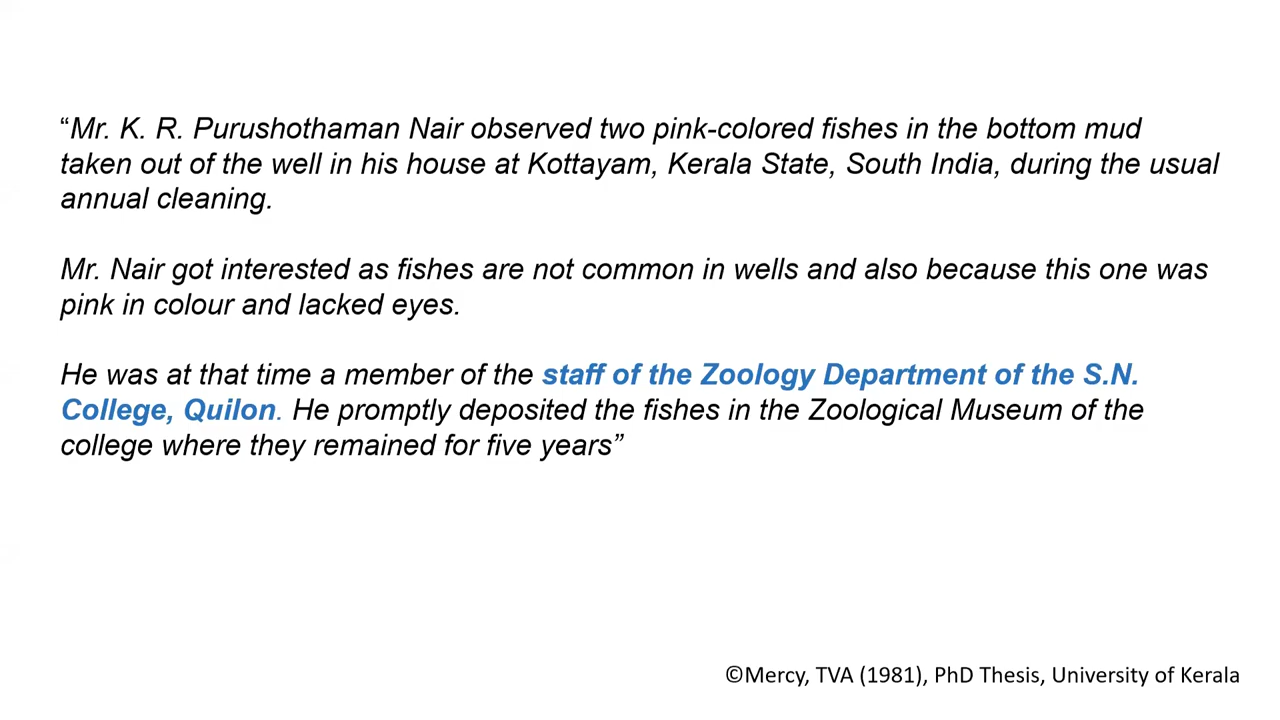 “Mr. K. R. Purushothaman Nair observed two pink-colored fishes in the bottom mud
taken out of the well in his house at Kottayam, Kerala State, South India, during the usual
annual cleaning.
Mr. Nair got interested as fishes are not common in wells and also because this one was
pink in colour and lacked eyes.
He was at that time a member of the staff of the Zoology Department of the S.N.
College, Quilon. He promptly deposited the fishes in the Zoological Museum of the
college where they remained for five years”
©Mercy, TVA (1981), PhD Thesis, University of Kerala